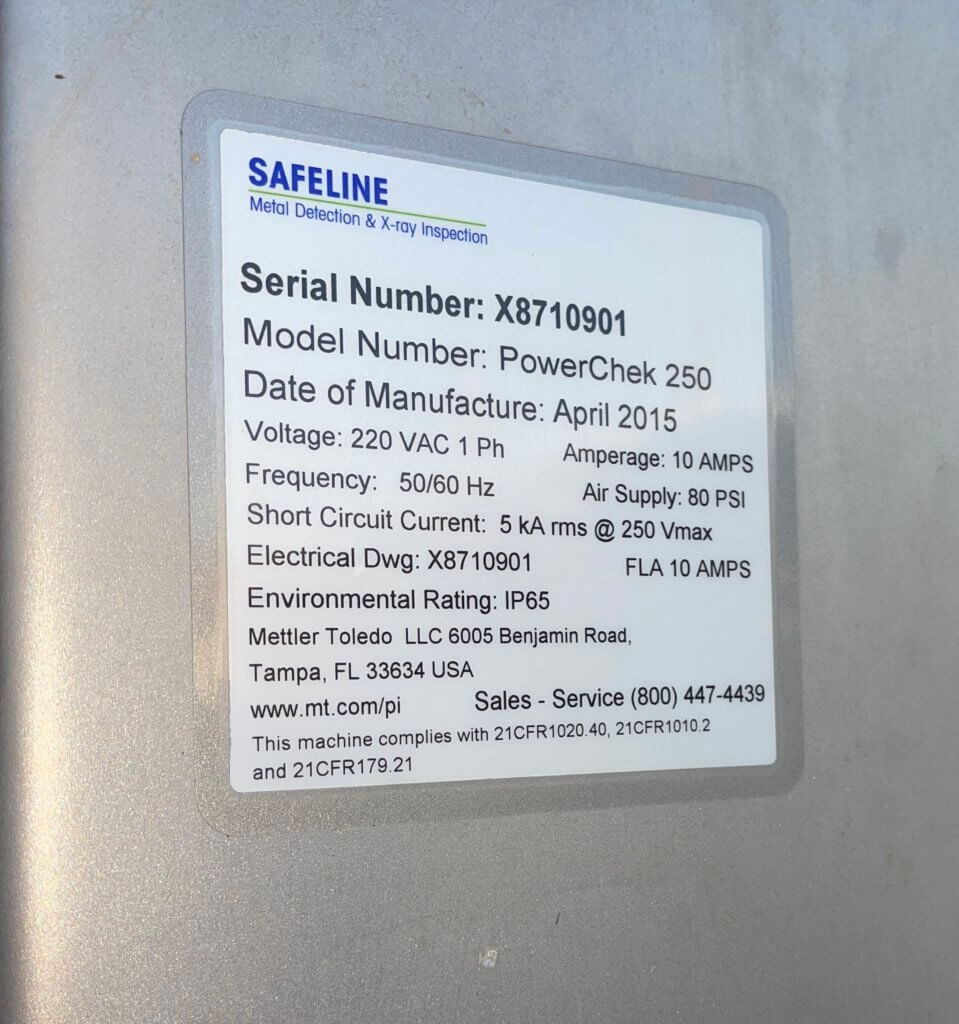 SAFELINE
Metal Detection & X-ray Inspection
Serial Number: X8710901
Model Number: PowerChek 250
Date of Manufacture: April 2015
Voltage: 220 VAC 1 Ph Amperage: 10 AMPS
Frequency: 50/60 Hz Air Supply: 80 PSI
Short Circuit Current: 5 kA rms @ 250 Vmax
Electrical Dwg: X8710901 FLA 10 AMPS
Environmental Rating: IP65
Mettler Toledo LLC 6005 Benjamin Road,
Tampa, FL 33634 USA
www.mt.com/pi Sales - Service (800) 447-4439
This machine complies with 21CFR1020.40, 21CFR1010.2
and 21CFR179.21